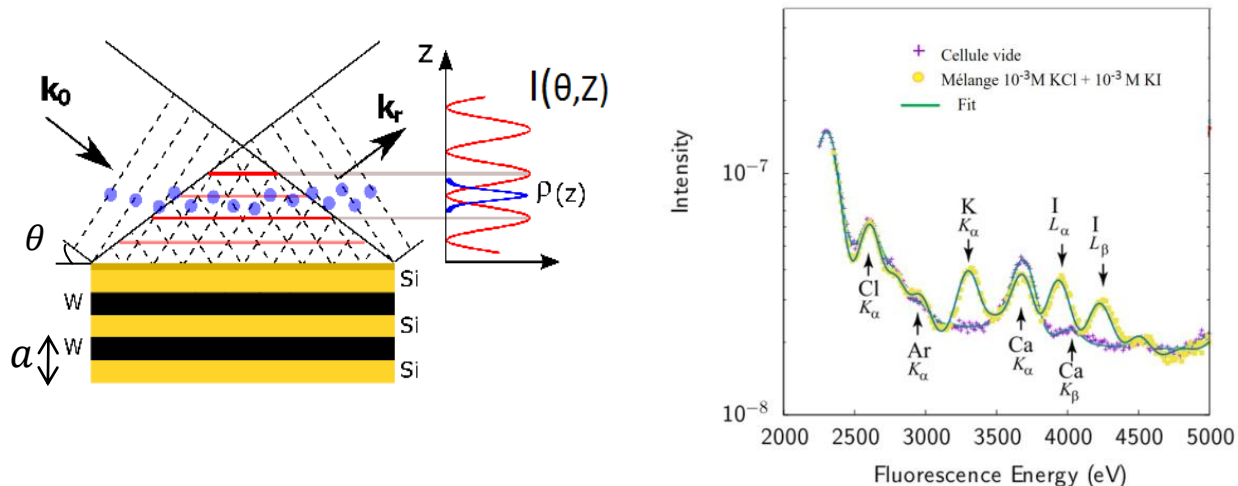 k₀
kᵣ
θ
z
I(θ,Z)
ρ(z)
Si
W
Si
W
a
Si
Intensity
10⁻⁷
10⁻⁸
Cellule vide
Mélange 10⁻³M KCl + 10⁻³ M KI
Fit
K
Kα
I
Lα
I
Lβ
Cl
Kα
Ar
Kα
Ca
Kα
Ca
Kβ
2000 2500 3000 3500 4000 4500 5000
Fluorescence Energy (eV)